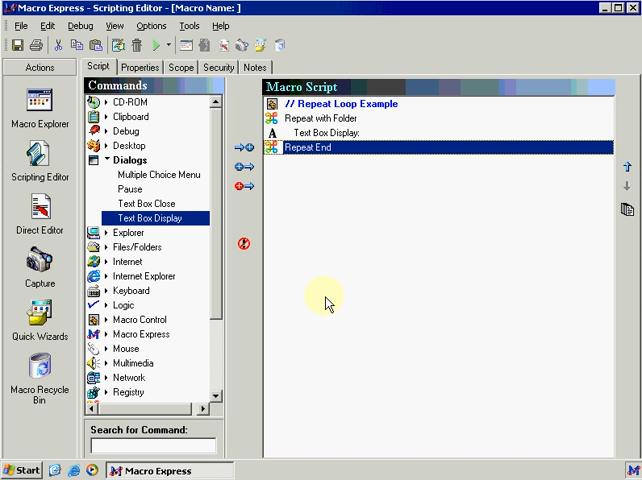 Macro Express - Scripting Editor - [Macro Name: ]
File Edit Debug View Options Tools Help
Actions
Macro Explorer
Scripting Editor
Direct Editor
Capture
Quick Wizards
Macro Recycle
Bin
Script Properties Scope Security Notes
Commands
CD-ROM
Clipboard
Debug
Desktop
Dialogs
Multiple Choice Menu
Pause
Text Box Close
Text Box Display
Explorer
Files/Folders
Internet
Internet Explorer
Keyboard
Logic
Macro Control
Macro Express
Mouse
Multimedia
Network
Registry
Search for Command:
Macro Script
// Repeat Loop Example
Repeat with Folder
A Text Box Display:
Repeat End
Start Macro Express